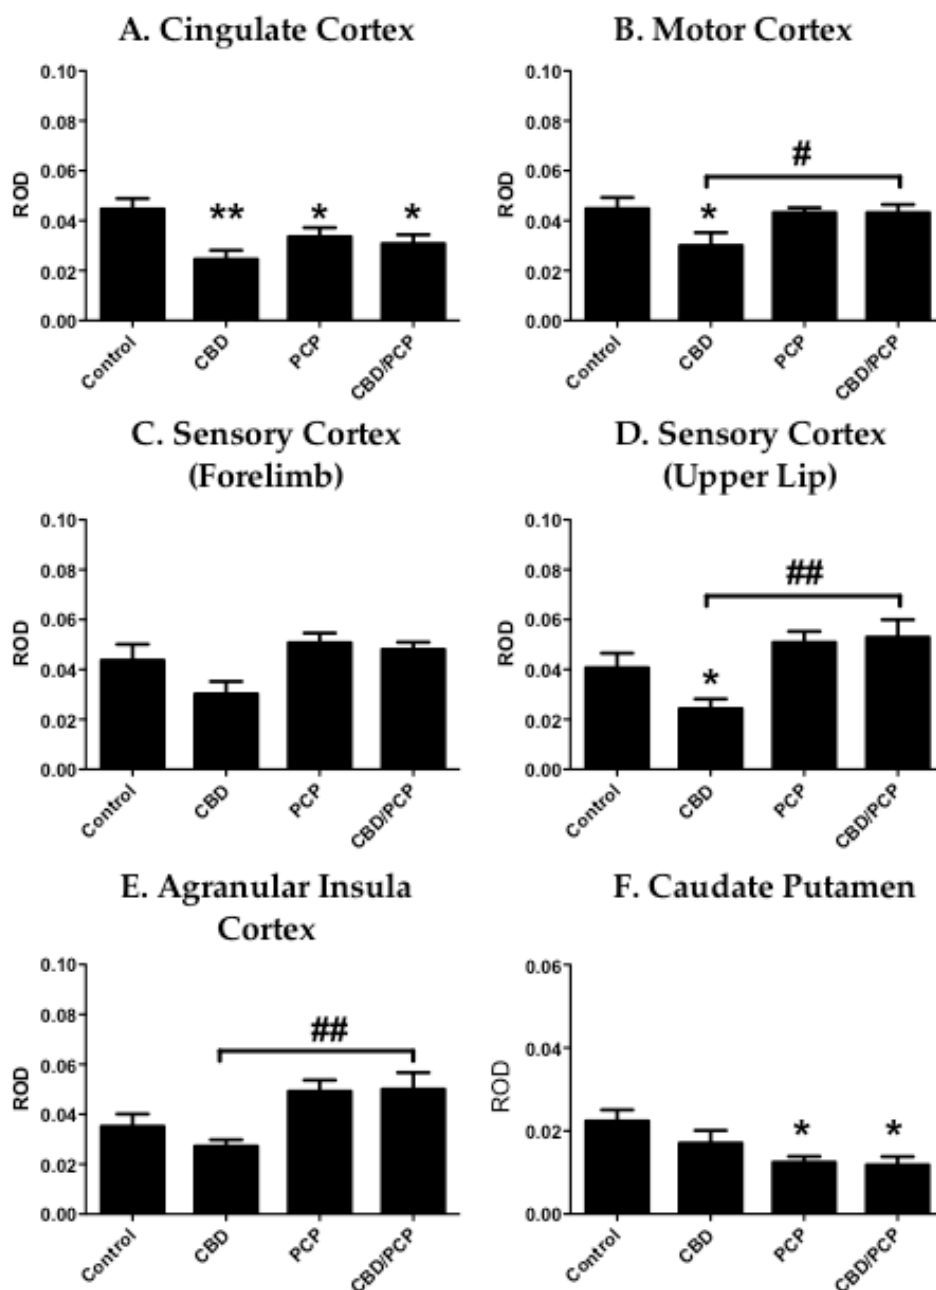 A. Cingulate Cortex
0.10
0.08
0.06
0.04
0.02
0.00
ROD
** * *
Control CBD PCP CBD/PCP
B. Motor Cortex
0.10
0.08
0.06
0.04
0.02
0.00
ROD
#
*
Control CBD PCP CBD/PCP
C. Sensory Cortex
(Forelimb)
0.10
0.08
0.06
0.04
0.02
0.00
ROD
Control CBD PCP CBD/PCP
D. Sensory Cortex
(Upper Lip)
0.10
0.08
0.06
0.04
0.02
0.00
ROD
##
*
Control CBD PCP CBD/PCP
E. Agranular Insula
Cortex
0.10
0.08
0.06
0.04
0.02
0.00
ROD
##
Control CBD PCP CBD/PCP
F. Caudate Putamen
0.06
0.04
0.02
0.00
ROD
* *
Control CBD PCP CBD/PCP